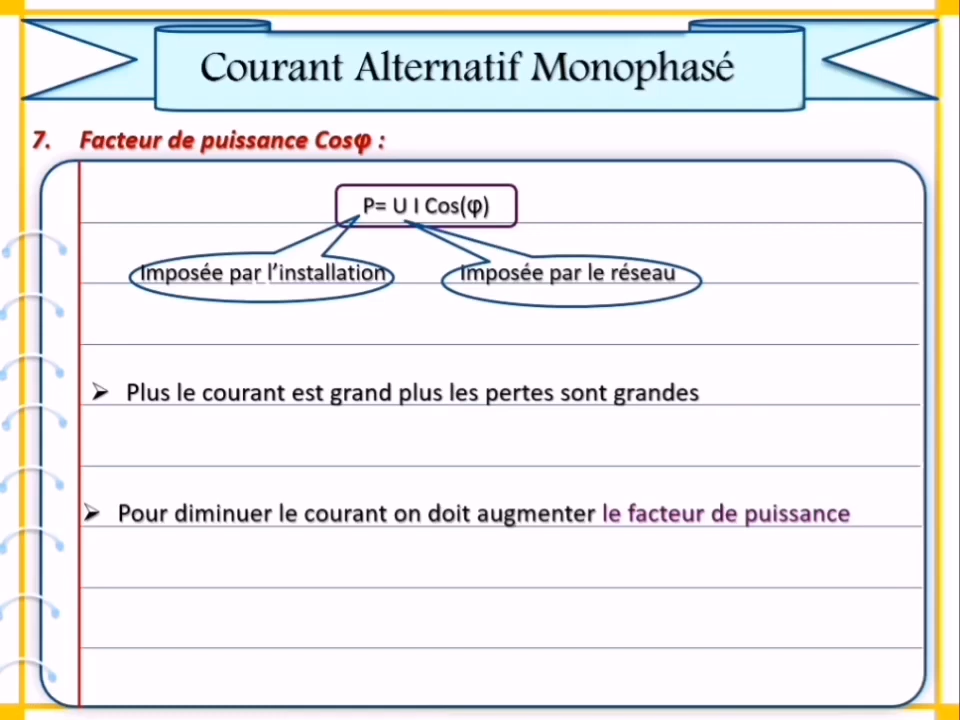 Courant Alternatif Monophasé
7. Facteur de puissance Cosφ :
P= U I Cos(φ)
Imposée par l'installation
Imposée par le réseau
➢ Plus le courant est grand plus les pertes sont grandes
➢ Pour diminuer le courant on doit augmenter le facteur de puissance